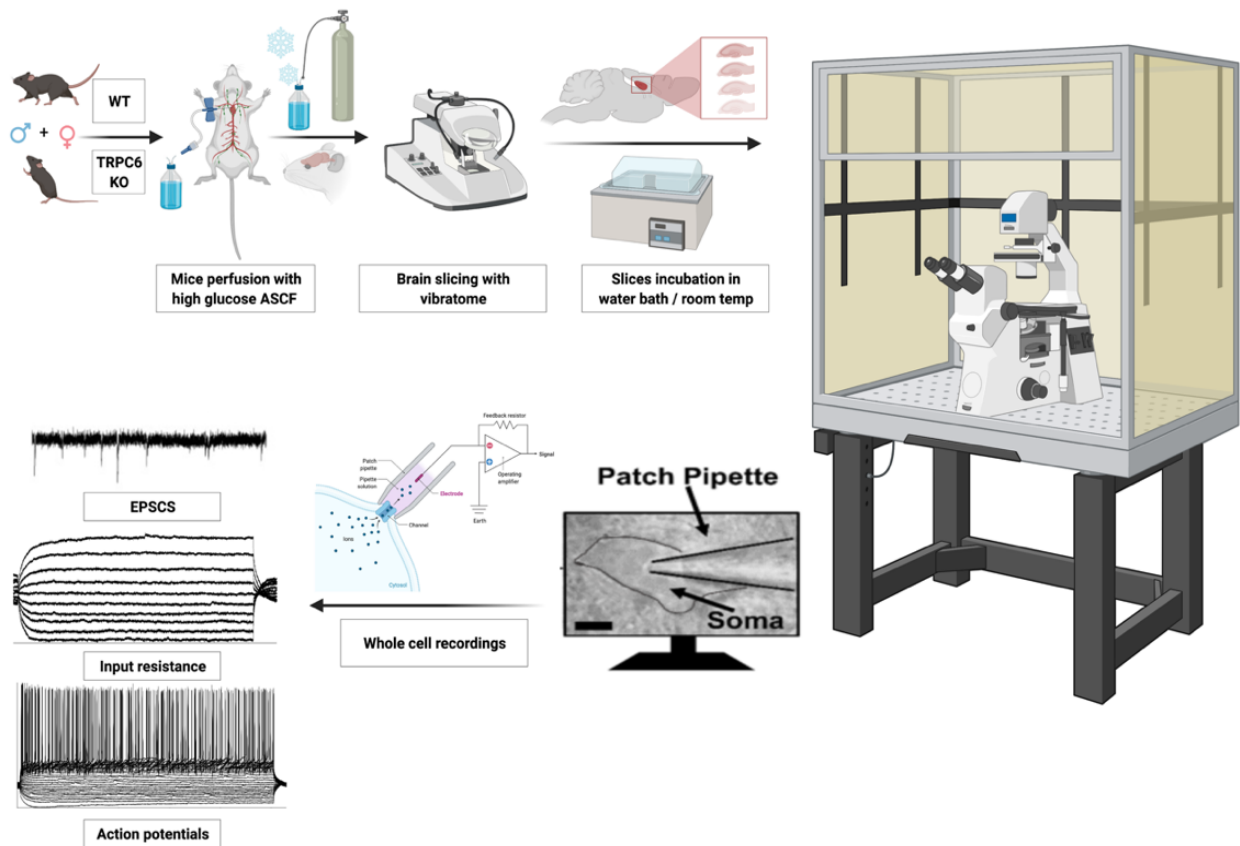 WT
♂ + ♀
TRPC6
KO
Mice perfusion with
high glucose ASCF
Brain slicing with
vibratome
Slices incubation in
water bath / room temp
EPSCS
Input resistance
Action potentials
Feedback resistor
Patch
pipette
Pipette
solution
Signal
Operating
amplifier
Electrode
Earth
Channel
Ions
Cytosol
Whole cell recordings
Patch Pipette
Soma